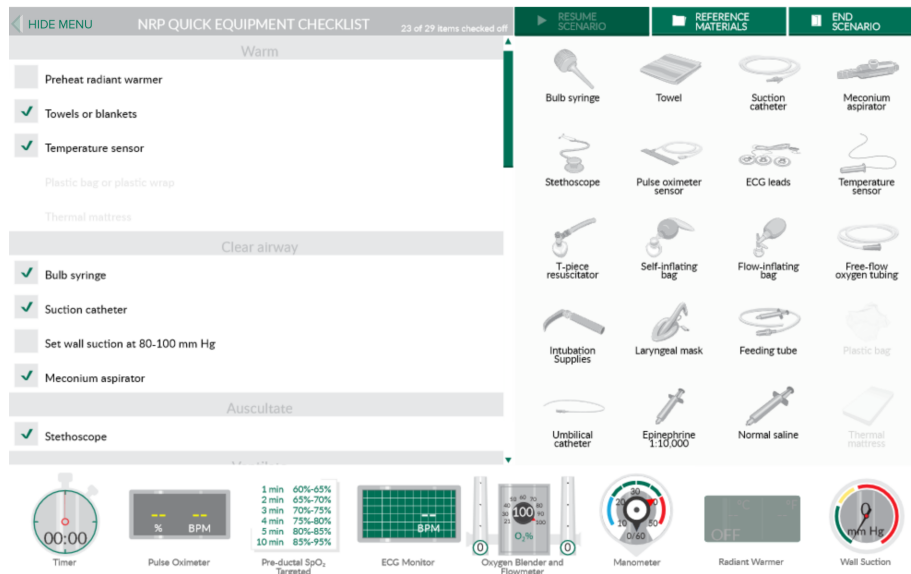 HIDE MENU
NRP QUICK EQUIPMENT CHECKLIST
23 of 29 items checked off
RESUME
SCENARIO
REFERENCE
MATERIALS
END
SCENARIO
Warm
Preheat radiant warmer
Towels or blankets
Temperature sensor
Plastic bag or plastic wrap
Thermal mattress
Clear airway
Bulb syringe
Suction catheter
Set wall suction at 80-100 mm Hg
Meconium aspirator
Auscultate
Stethoscope
Bulb syringe
Towel
Suction
catheter
Meconium
aspirator
Stethoscope
Pulse oximeter
sensor
ECG leads
Temperature
sensor
T-piece
resuscitator
Self-inflating
bag
Flow-inflating
bag
Free-flow
oxygen tubing
Intubation
Supplies
Laryngeal mask
Feeding tube
Plastic bag
Umbilical
catheter
Epinephrine
1:10,000
Normal saline
Thermal
mattress
00:00
Timer
-- --
% BPM
Pulse Oximeter
1 min 60%-65%
2 min 65%-70%
3 min 70%-75%
4 min 75%-80%
5 min 80%-85%
10 min 85%-95%
Pre-ductal SpO₂
Targeted
--
BPM
ECG Monitor
50 60 70
100
21
O₂%
0
0
Oxygen Blender and
Flowmeter
30
10 50
0/60
Manometer
°C °F
OFF
Radiant Warmer
0
mm Hg
Wall Suction